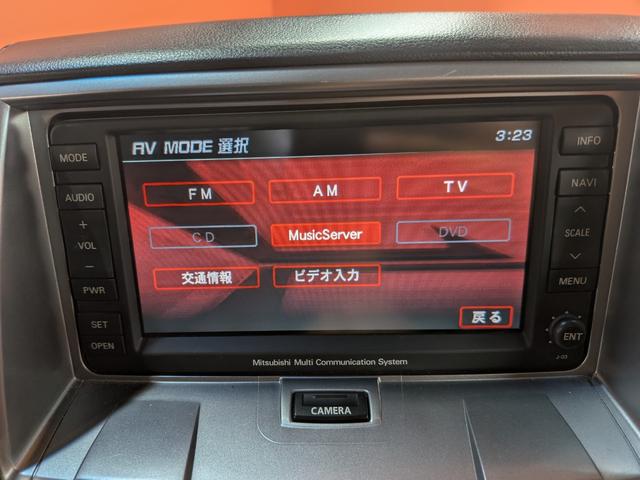 AV MODE 選択
3:23
FM
AM
TV
CD
MusicServer
DVD
交通情報
ビデオ入力
戻る
MODE
AUDIO
+
VOL
−
PWR
SET
OPEN
INFO
NAVI
SCALE
MENU
ENT
J-03
Mitsubishi Multi Communication System
CAMERA